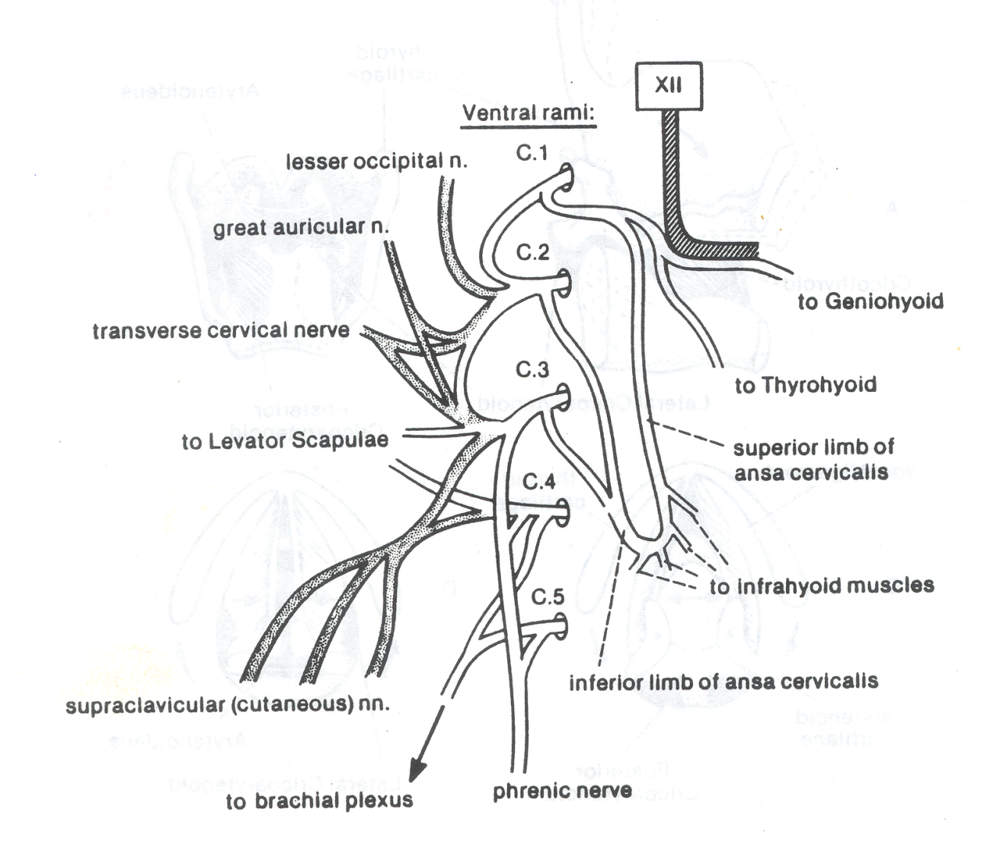 XII
Ventral rami:
C.1
lesser occipital n.
great auricular n.
C.2
to Geniohyoid
transverse cervical nerve
C.3
to Thyrohyoid
to Levator Scapulae
superior limb of
ansa cervicalis
C.4
to infrahyoid muscles
C.5
inferior limb of ansa cervicalis
supraclavicular (cutaneous) nn.
phrenic nerve
to brachial plexus